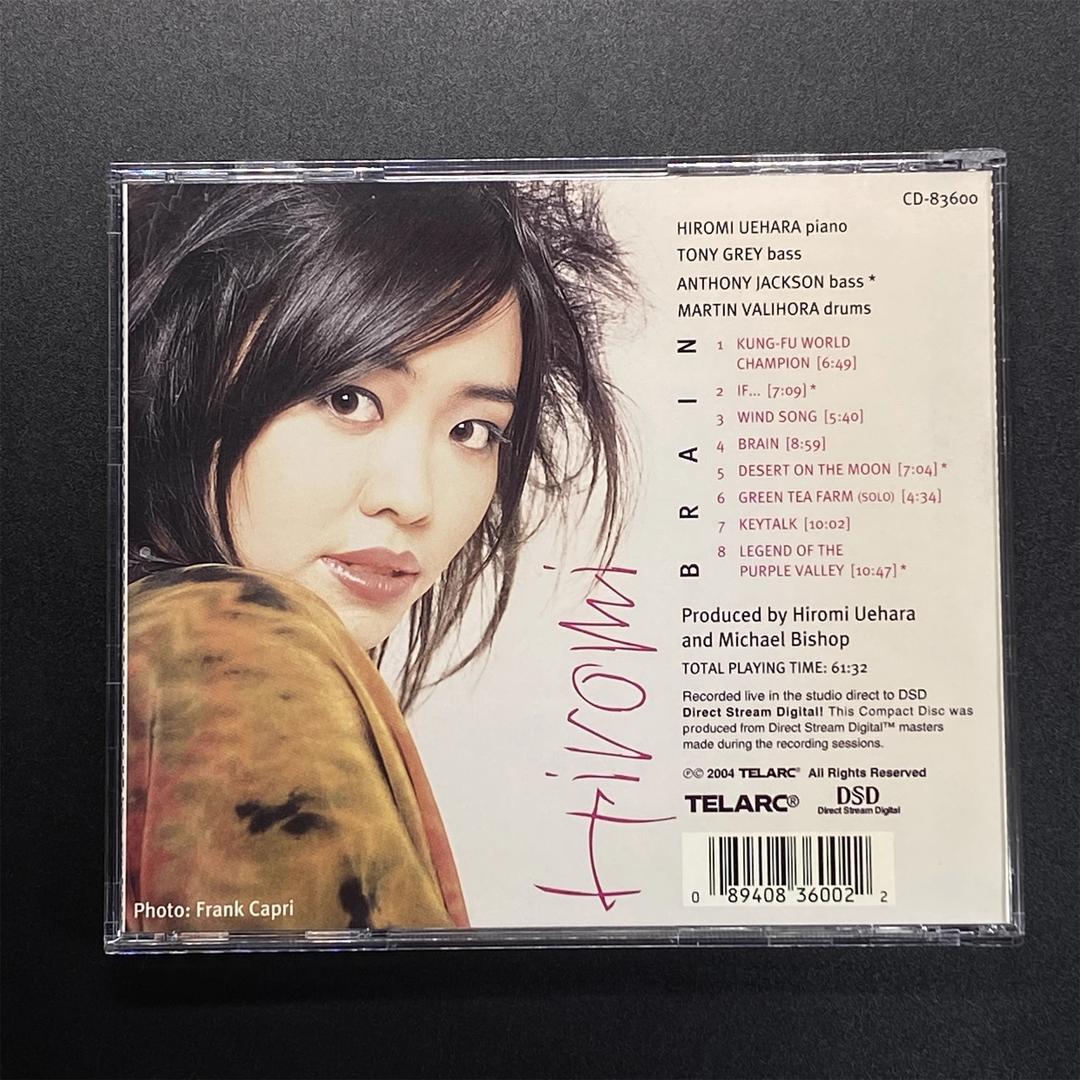 CD-83600
HIROMI UEHARA piano
TONY GREY bass
ANTHONY JACKSON bass *
MARTIN VALIHORA drums
BRAIN
1 KUNG-FU WORLD
CHAMPION [6:49]
2 IF... [7:09] *
3 WIND SONG [5:40]
4 BRAIN [8:59]
5 DESERT ON THE MOON [7:04] *
6 GREEN TEA FARM (SOLO) [4:34]
7 KEYTALK [10:02]
8 LEGEND OF THE
PURPLE VALLEY [10:47] *
Hiromi
Produced by Hiromi Uehara
and Michael Bishop
TOTAL PLAYING TIME: 61:32
Recorded live in the studio direct to DSD
Direct Stream Digital! This Compact Disc was
produced from Direct Stream Digital™ masters
made during the recording sessions.
℗© 2004 TELARC® All Rights Reserved
TELARC® DSD
Direct Stream Digital
0 89408 36002 2
Photo: Frank Capri